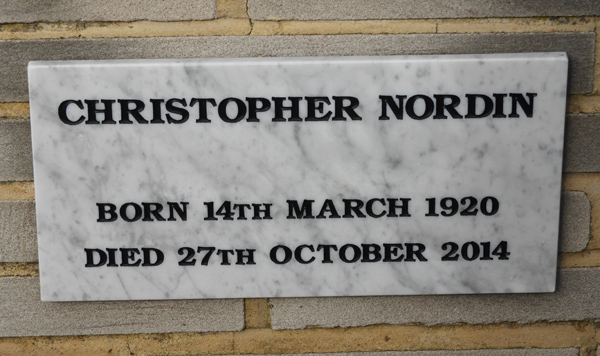 CHRISTOPHER NORDIN
BORN 14TH MARCH 1920
DIED 27TH OCTOBER 2014